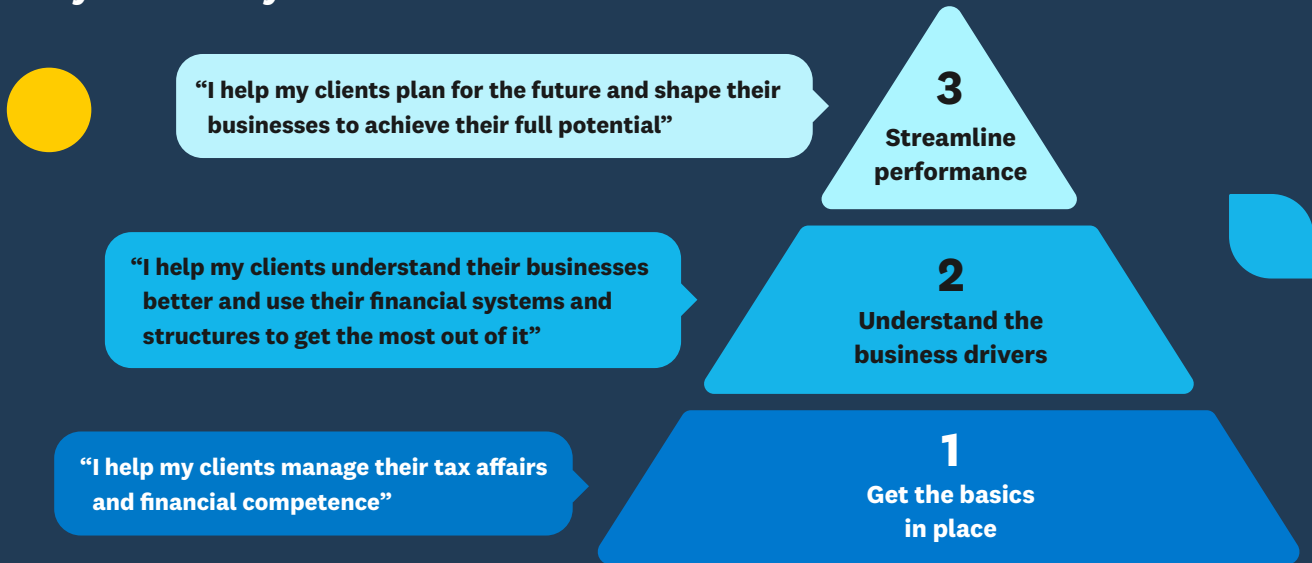 “I help my clients plan for the future and shape their
businesses to achieve their full potential”
3
Streamline
performance
“I help my clients understand their businesses
better and use their financial systems and
structures to get the most out of it”
2
Understand the
business drivers
“I help my clients manage their tax affairs
and financial competence”
1
Get the basics
in place